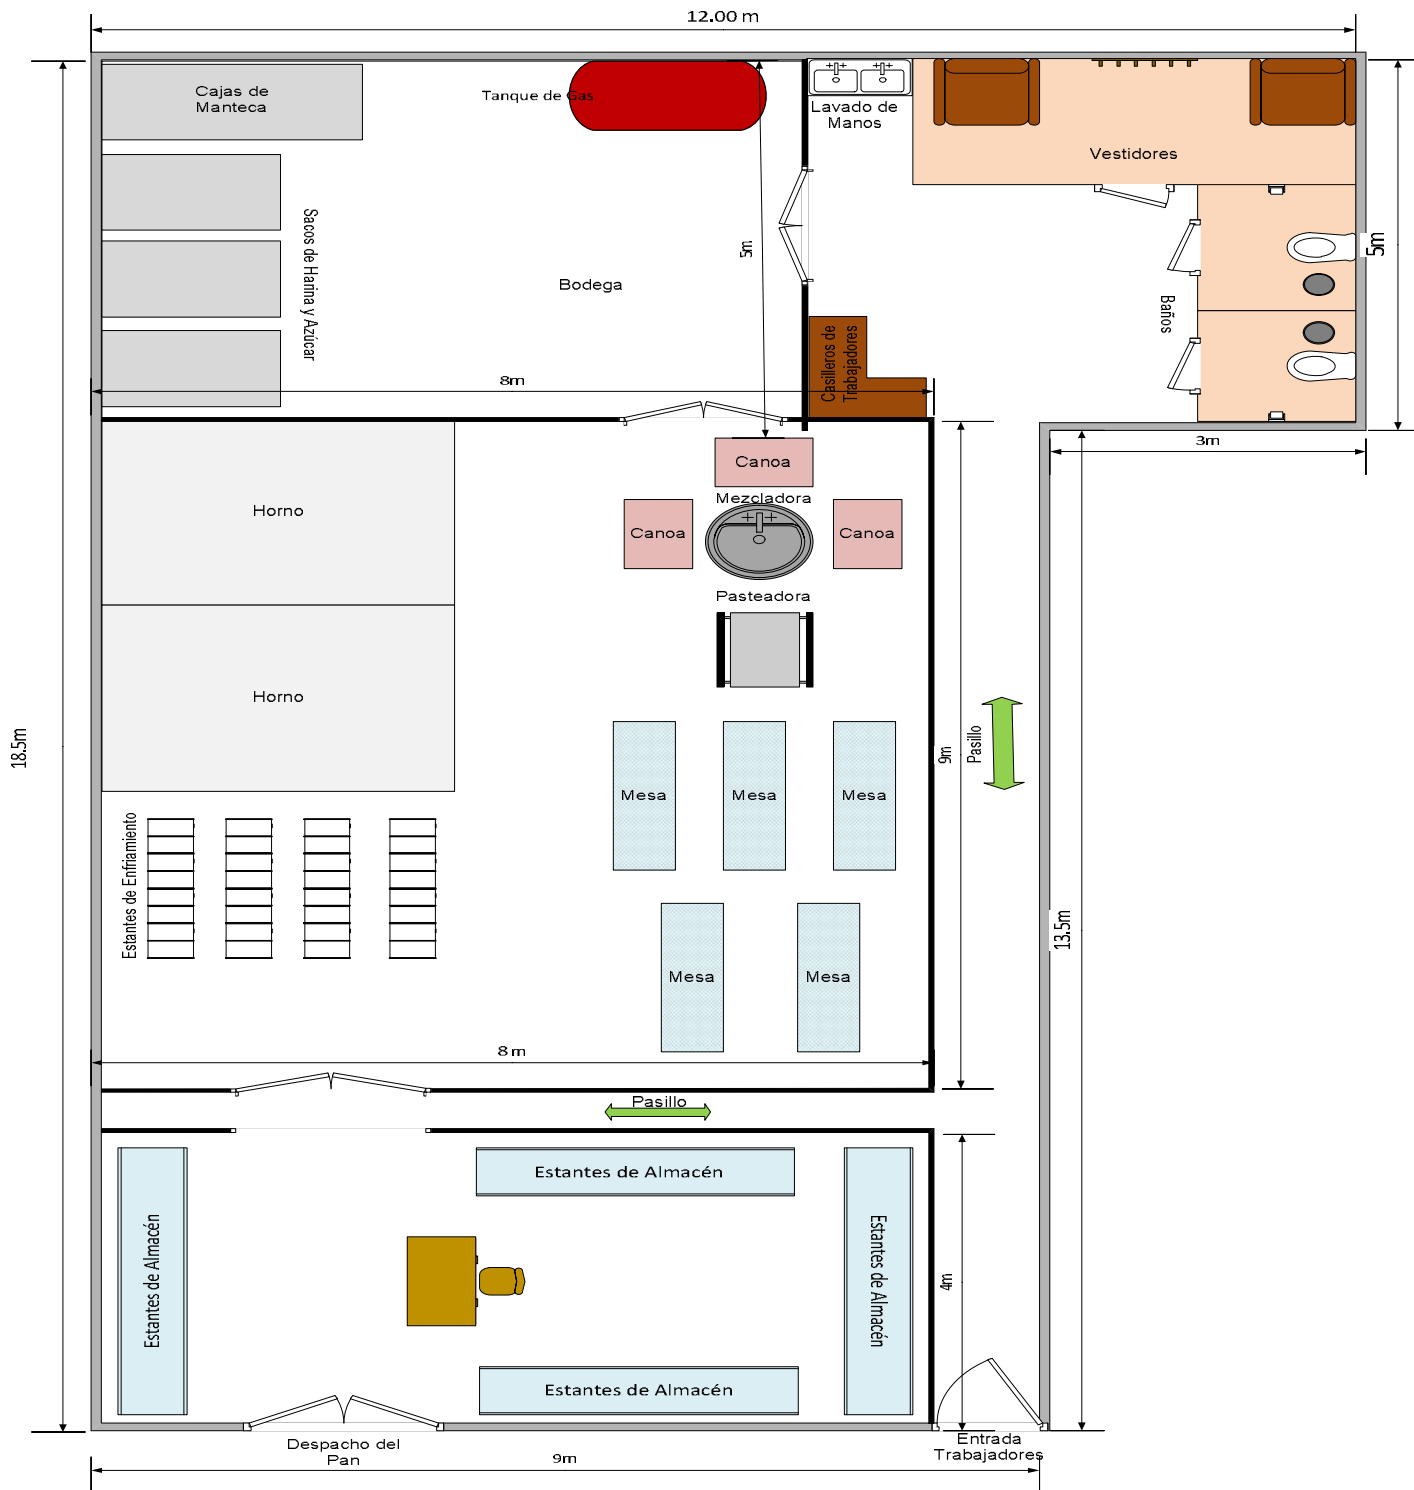 12.00 m
Cajas de
Manteca
Tanque de Gas
Lavado de
Manos
Vestidores
Sacos de Harina y Azúcar
5m
5m
Bodega
Baños
Casilleros de
Trabajadores
8m
3m
Canoa
Mezcladora
Horno
Canoa
Canoa
Pasteadora
Horno
18.5m
9m
Pasillo
Mesa
Mesa
Mesa
Estantes de Enfriamiento
13.5m
Mesa
Mesa
8 m
Pasillo
Estantes de Almacén
Estantes de Almacén
Estantes de Almacén
4m
Estantes de Almacén
Despacho del
Pan
Entrada
Trabajadores
9m